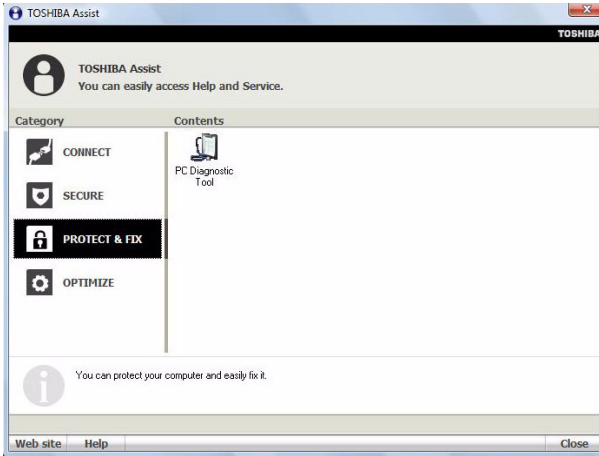 TOSHIBA Assist
TOSHIBA
TOSHIBA Assist
You can easily access Help and Service.
Category
Contents
CONNECT
SECURE
PROTECT & FIX
OPTIMIZE
PC Diagnostic
Tool
You can protect your computer and easily fix it.
Web site
Help
Close